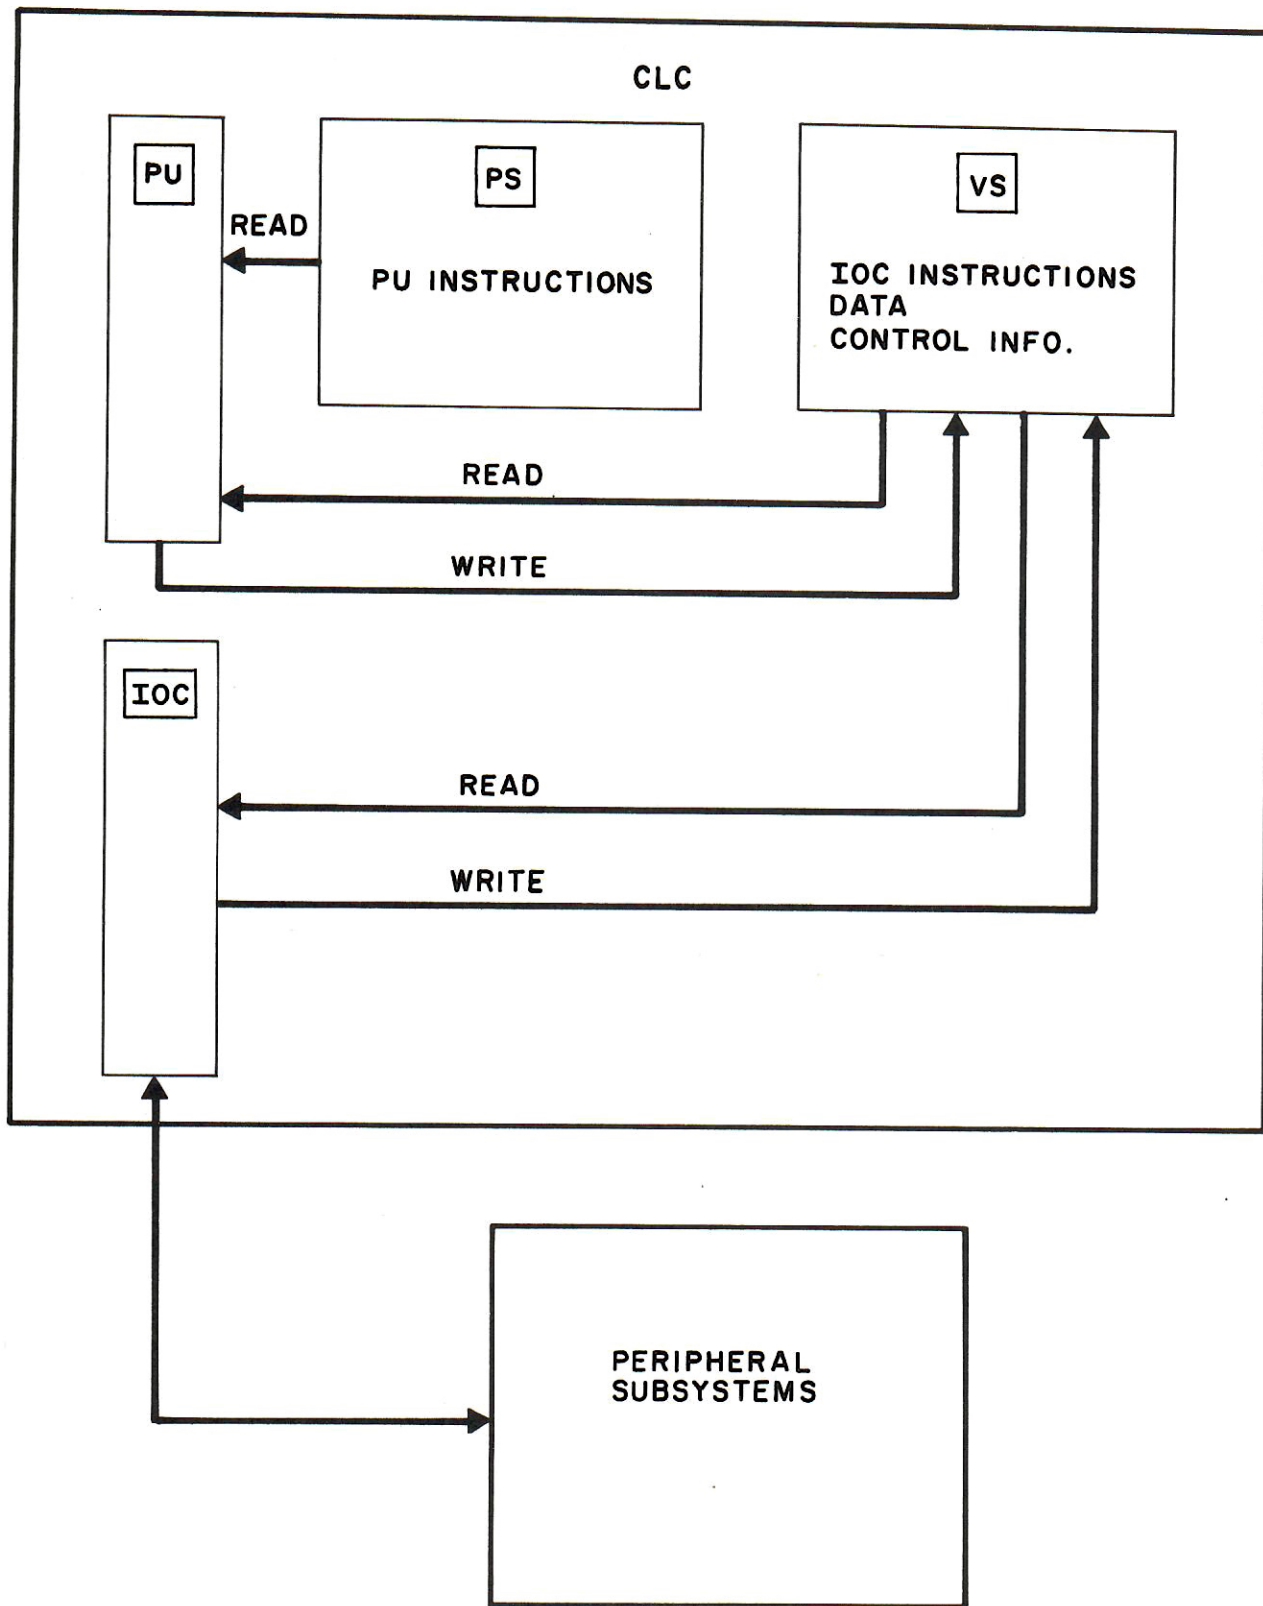 CLC
PU
PS
VS
READ
PU INSTRUCTIONS
IOC INSTRUCTIONS
DATA
CONTROL INFO.
READ
WRITE
IOC
READ
WRITE
PERIPHERAL
SUBSYSTEMS